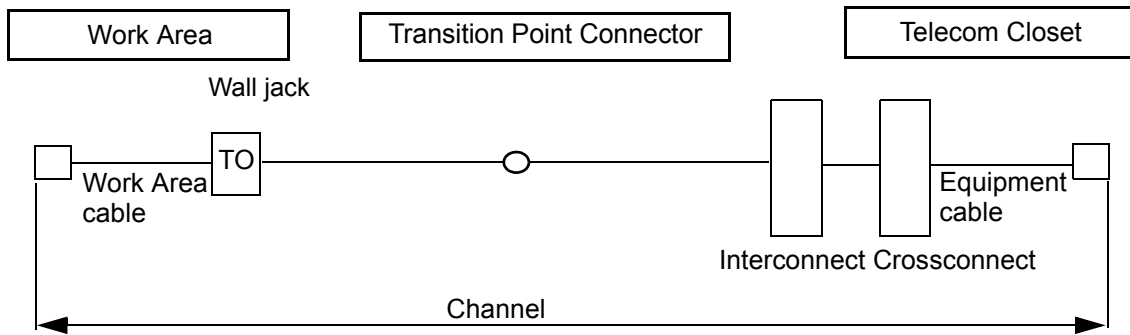 Work Area
Transition Point Connector
Telecom Closet
Wall jack
TO
Work Area
cable
Equipment
cable
Interconnect Crossconnect
Channel